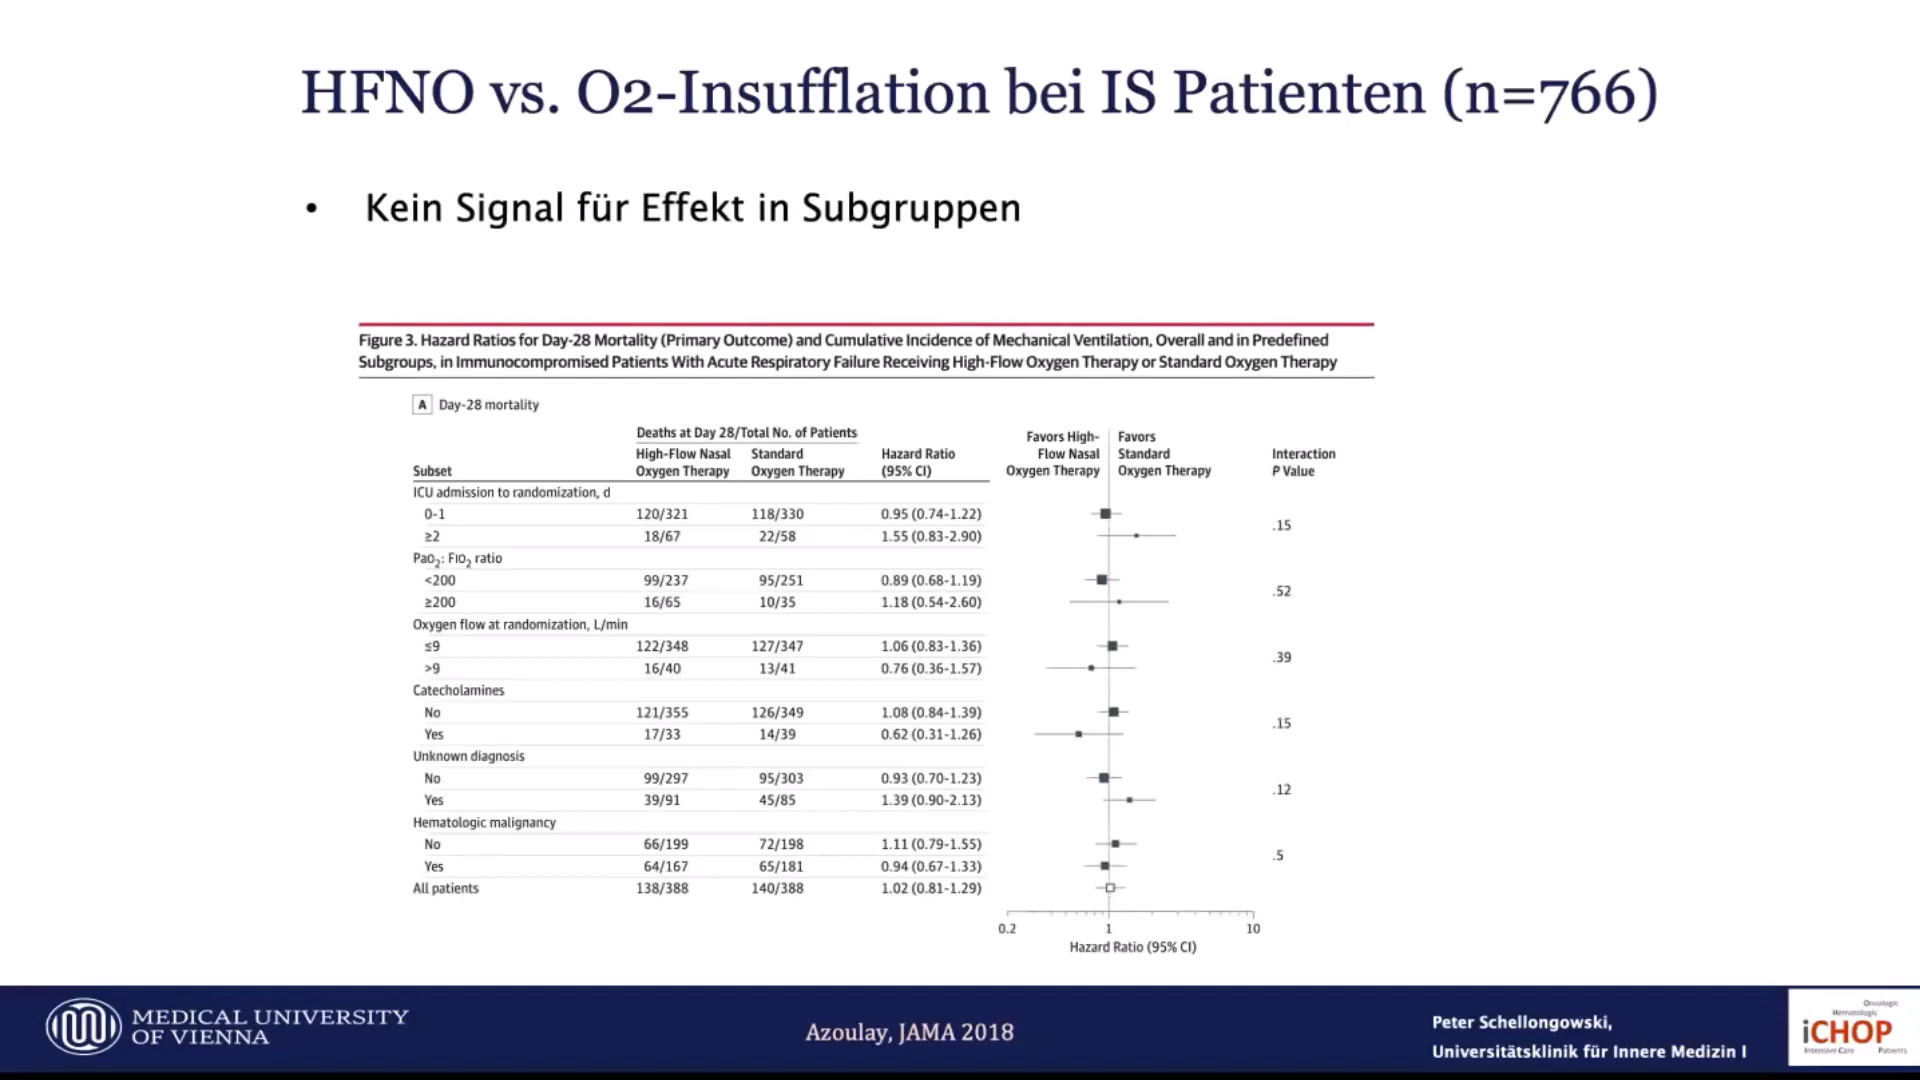 HFNO vs. O2-Insufflation bei IS Patienten (n=766)
• Kein Signal für Effekt in Subgruppen
Figure 3. Hazard Ratios for Day-28 Mortality (Primary Outcome) and Cumulative Incidence of Mechanical Ventilation, Overall and in Predefined
Subgroups, in Immunocompromised Patients With Acute Respiratory Failure Receiving High-Flow Oxygen Therapy or Standard Oxygen Therapy
A Day-28 mortality
Deaths at Day 28/Total No. of Patients
Favors High- Favors
High-Flow Nasal Standard Hazard Ratio Flow Nasal Standard Interaction
Subset Oxygen Therapy Oxygen Therapy (95% CI) Oxygen Therapy Oxygen Therapy P Value
ICU admission to randomization, d
0-1 120/321 118/330 0.95 (0.74-1.22)
.15
≥2 18/67 22/58 1.55 (0.83-2.90)
PaO2: FIO2 ratio
<200 99/237 95/251 0.89 (0.68-1.19)
.52
≥200 16/65 10/35 1.18 (0.54-2.60)
Oxygen flow at randomization, L/min
≤9 122/348 127/347 1.06 (0.83-1.36)
.39
>9 16/40 13/41 0.76 (0.36-1.57)
Catecholamines
No 121/355 126/349 1.08 (0.84-1.39)
.15
Yes 17/33 14/39 0.62 (0.31-1.26)
Unknown diagnosis
No 99/297 95/303 0.93 (0.70-1.23)
.12
Yes 39/91 45/85 1.39 (0.90-2.13)
Hematologic malignancy
No 66/199 72/198 1.11 (0.79-1.55)
.5
Yes 64/167 65/181 0.94 (0.67-1.33)
All patients 138/388 140/388 1.02 (0.81-1.29)
0.2 1 10
Hazard Ratio (95% CI)
MEDICAL UNIVERSITY
OF VIENNA
Azoulay, JAMA 2018
Peter Schellongowski,
Universitätsklinik für Innere Medizin I
Oncologic
Hematologic
iCHOP
Intensive Care Patients